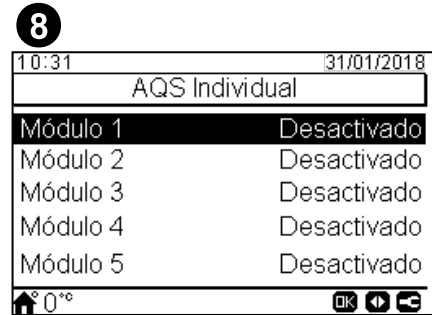 8
10:31 31/01/2018
AQS Individual
Módulo 1 Desactivado
Módulo 2 Desactivado
Módulo 3 Desactivado
Módulo 4 Desactivado
Módulo 5 Desactivado
0°C OK